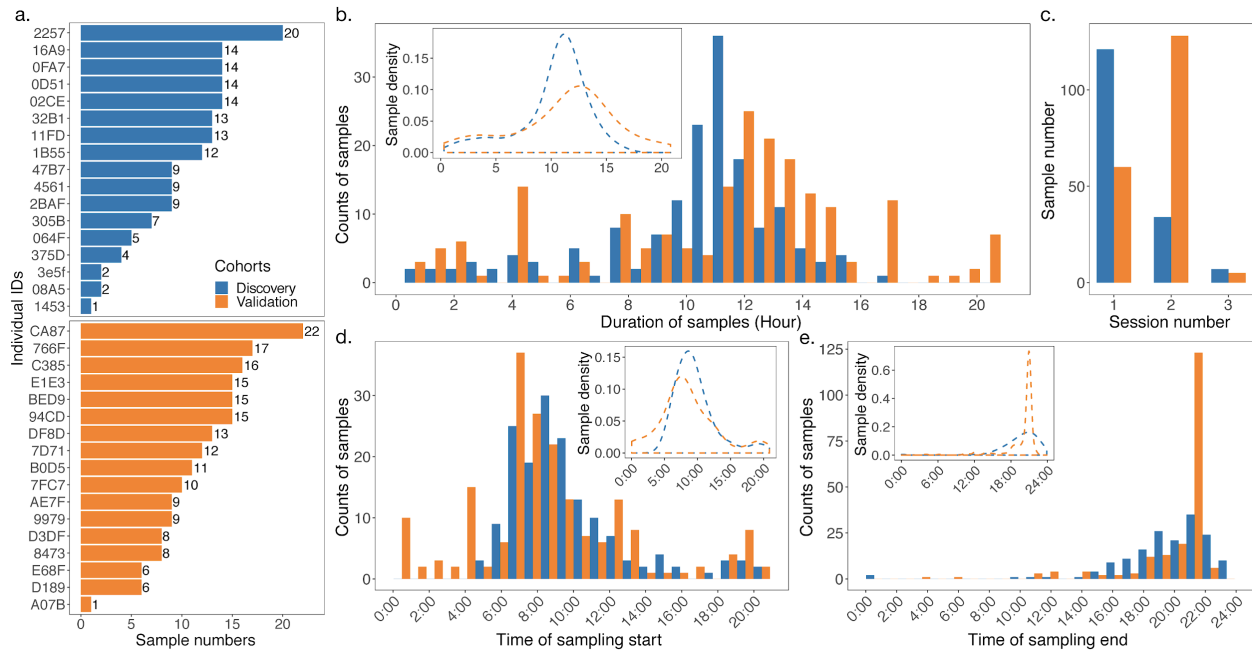 a.
2257
20
16A9
14
0FA7
14
0D51
14
02CE
14
32B1
13
11FD
13
1B55
12
47B7
9
4561
9
2BAF
9
305B
7
064F
5
375D
4
3e5f
2
08A5
2
1453
1
Cohorts
Discovery
Validation
Individual IDs
CA87
22
766F
17
C385
16
E1E3
15
BED9
15
94CD
15
DF8D
13
7D71
12
B0D5
11
7FC7
10
AE7F
9
9979
9
D3DF
8
8473
8
E68F
6
D189
6
A07B
1
0 5 10 15 20
Sample numbers
b.
Counts of samples
30
20
10
0
0 2 4 6 8 10 12 14 16 18 20
Duration of samples (Hour)
Sample density
0.15
0.10
0.05
0.00
0 5 10 15 20
c.
Sample number
100
50
0
1 2 3
Session number
d.
Counts of samples
30
20
10
0
0:00 2:00 4:00 6:00 8:00 10:00 12:00 14:00 16:00 18:00 20:00
Time of sampling start
Sample density
0.15
0.10
0.05
0.00
0:00 5:00 10:00 15:00 20:00
e.
Counts of samples
125
100
75
50
25
0
0:00 2:00 4:00 6:00 8:00 10:00 12:00 14:00 16:00 18:00 20:00 22:00 24:00
Time of sampling end
Sample density
0.6
0.4
0.2
0.0
0:00 6:00 12:00 18:00 24:00